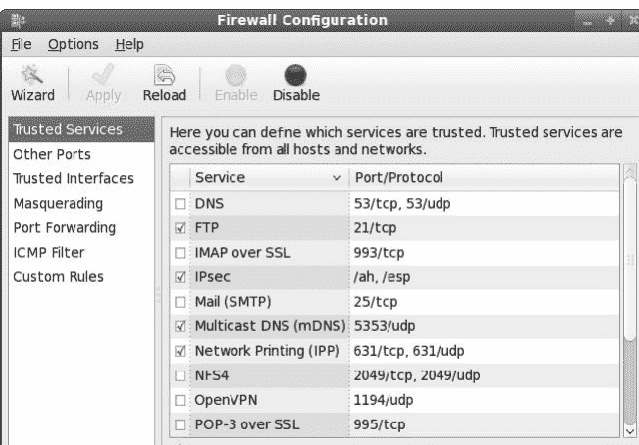 Firewall Configuration
File Options Help
Wizard Apply Reload Enable Disable
Trusted Services
Other Ports
Trusted Interfaces
Masquerading
Port Forwarding
ICMP Filter
Custom Rules
Here you can define which services are trusted. Trusted services are
accessible from all hosts and networks.
Service Port/Protocol
DNS 53/tcp, 53/udp
FTP 21/tcp
IMAP over SSL 993/tcp
IPsec /ah, /esp
Mail (SMTP) 25/tcp
Multicast DNS (mDNS) 5353/udp
Network Printing (IPP) 631/tcp, 631/udp
NFS4 2049/tcp, 2049/udp
OpenVPN 1194/udp
POP-3 over SSL 995/tcp